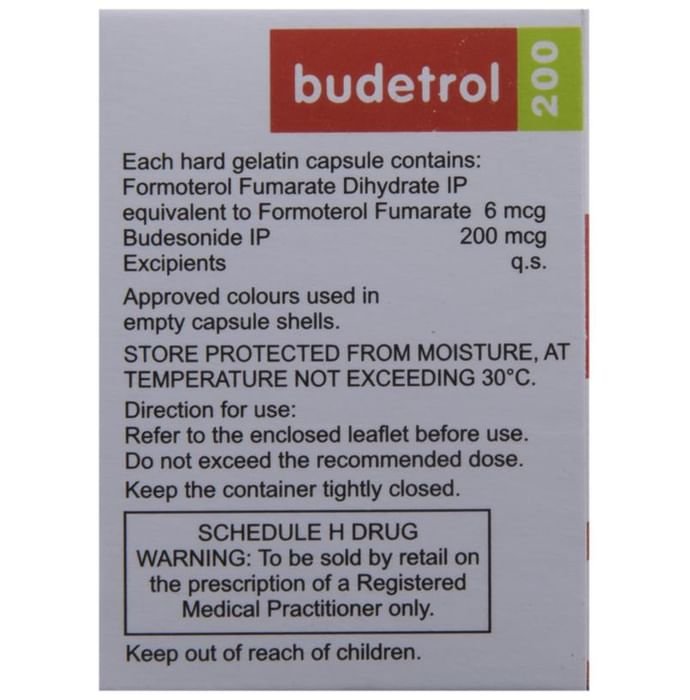 budetrol 200
Each hard gelatin capsule contains:
Formoterol Fumarate Dihydrate IP
equivalent to Formoterol Fumarate 6 mcg
Budesonide IP 200 mcg
Excipients q.s.
Approved colours used in
empty capsule shells.
STORE PROTECTED FROM MOISTURE, AT
TEMPERATURE NOT EXCEEDING 30°C.
Direction for use:
Refer to the enclosed leaflet before use.
Do not exceed the recommended dose.
Keep the container tightly closed.
SCHEDULE H DRUG
WARNING: To be sold by retail on
the prescription of a Registered
Medical Practitioner only.
Keep out of reach of children.